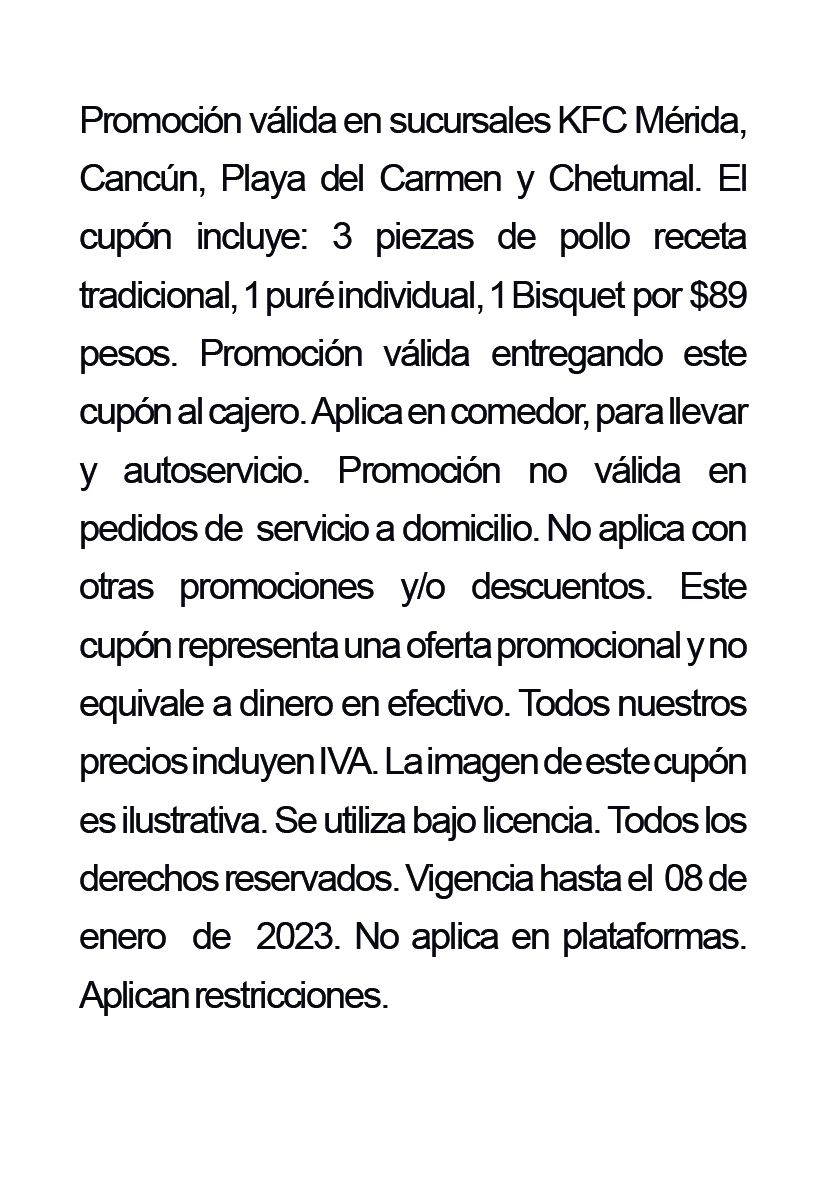 Promoción válida en sucursales KFC Mérida,
Cancún, Playa del Carmen y Chetumal. El
cupón incluye: 3 piezas de pollo receta
tradicional, 1 puré individual, 1 Bisquet por $89
pesos. Promoción válida entregando este
cupón al cajero. Aplica en comedor, para llevar
y autoservicio. Promoción no válida en
pedidos de servicio a domicilio. No aplica con
otras promociones y/o descuentos. Este
cupón representa una oferta promocional y no
equivale a dinero en efectivo. Todos nuestros
precios incluyen IVA. La imagen de este cupón
es ilustrativa. Se utiliza bajo licencia. Todos los
derechos reservados. Vigencia hasta el 08 de
enero de 2023. No aplica en plataformas.
Aplican restricciones.